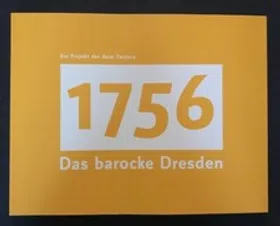 Ein Projekt der Asisi Factory
1756
Das barocke Dresden